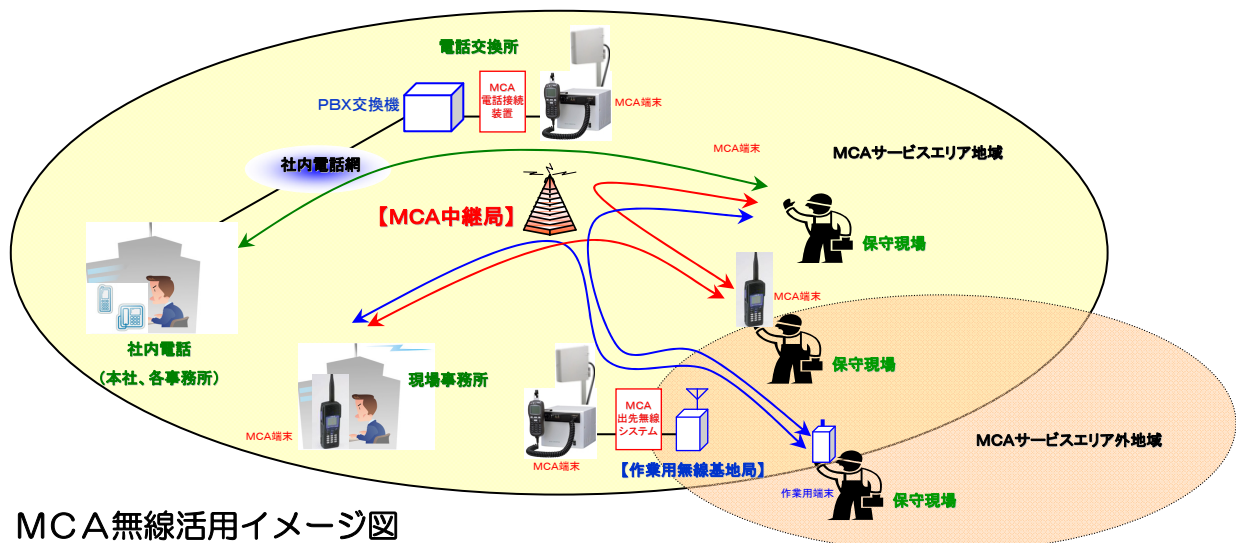 電話交換所
PBX交換機
MCA
電話接続
装置
MCA端末
社内電話網
MCA端末
MCAサービスエリア地域
【MCA中継局】
保守現場
MCA端末
社内電話
（本社、各事務所）
現場事務所
保守現場
MCA端末
MCA
出先無線
システム
MCA端末
【作業用無線基地局】
MCAサービスエリア外地域
作業用端末
保守現場
MCA無線活用イメージ図